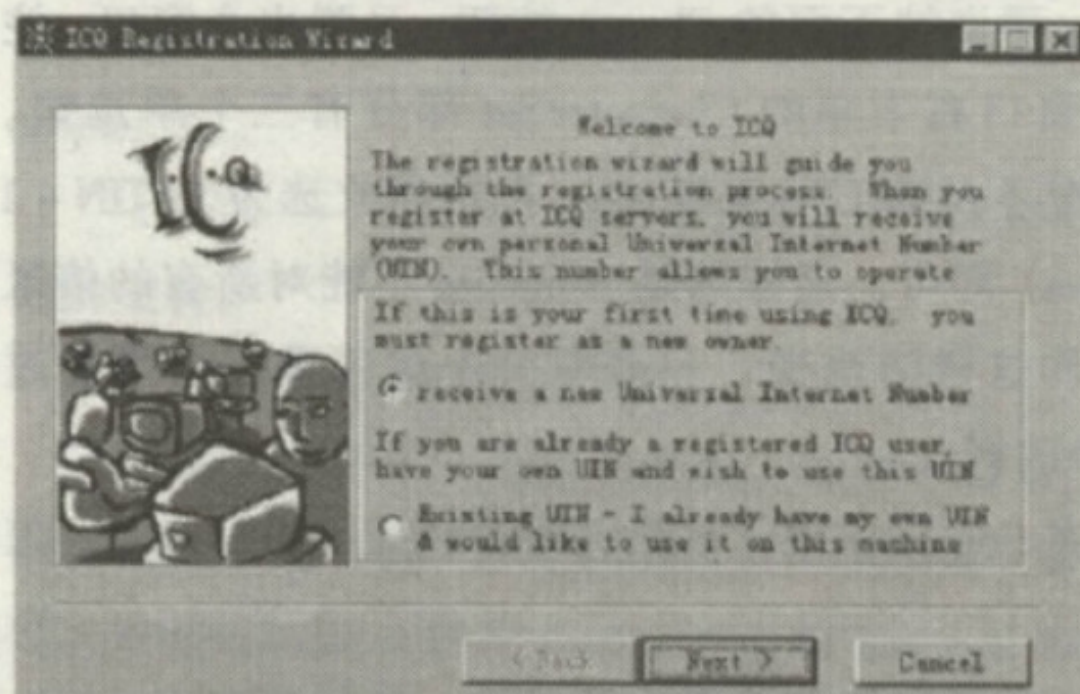 ICQ Registration Wizard
ICQ
Welcome to ICQ
The registration wizard will guide you
through the registration process. When you
register at ICQ servers, you will receive
your own personal Universal Internet Number
(UIN). This number allows you to operate
If this is your first time using ICQ, you
must register as a new owner.
receive a new Universal Internet Number
If you are already a registered ICQ user,
have your own UIN and wish to use this UIN
Existing UIN - I already have my own UIN
& would like to use it on this machine
< Back
Next >
Cancel